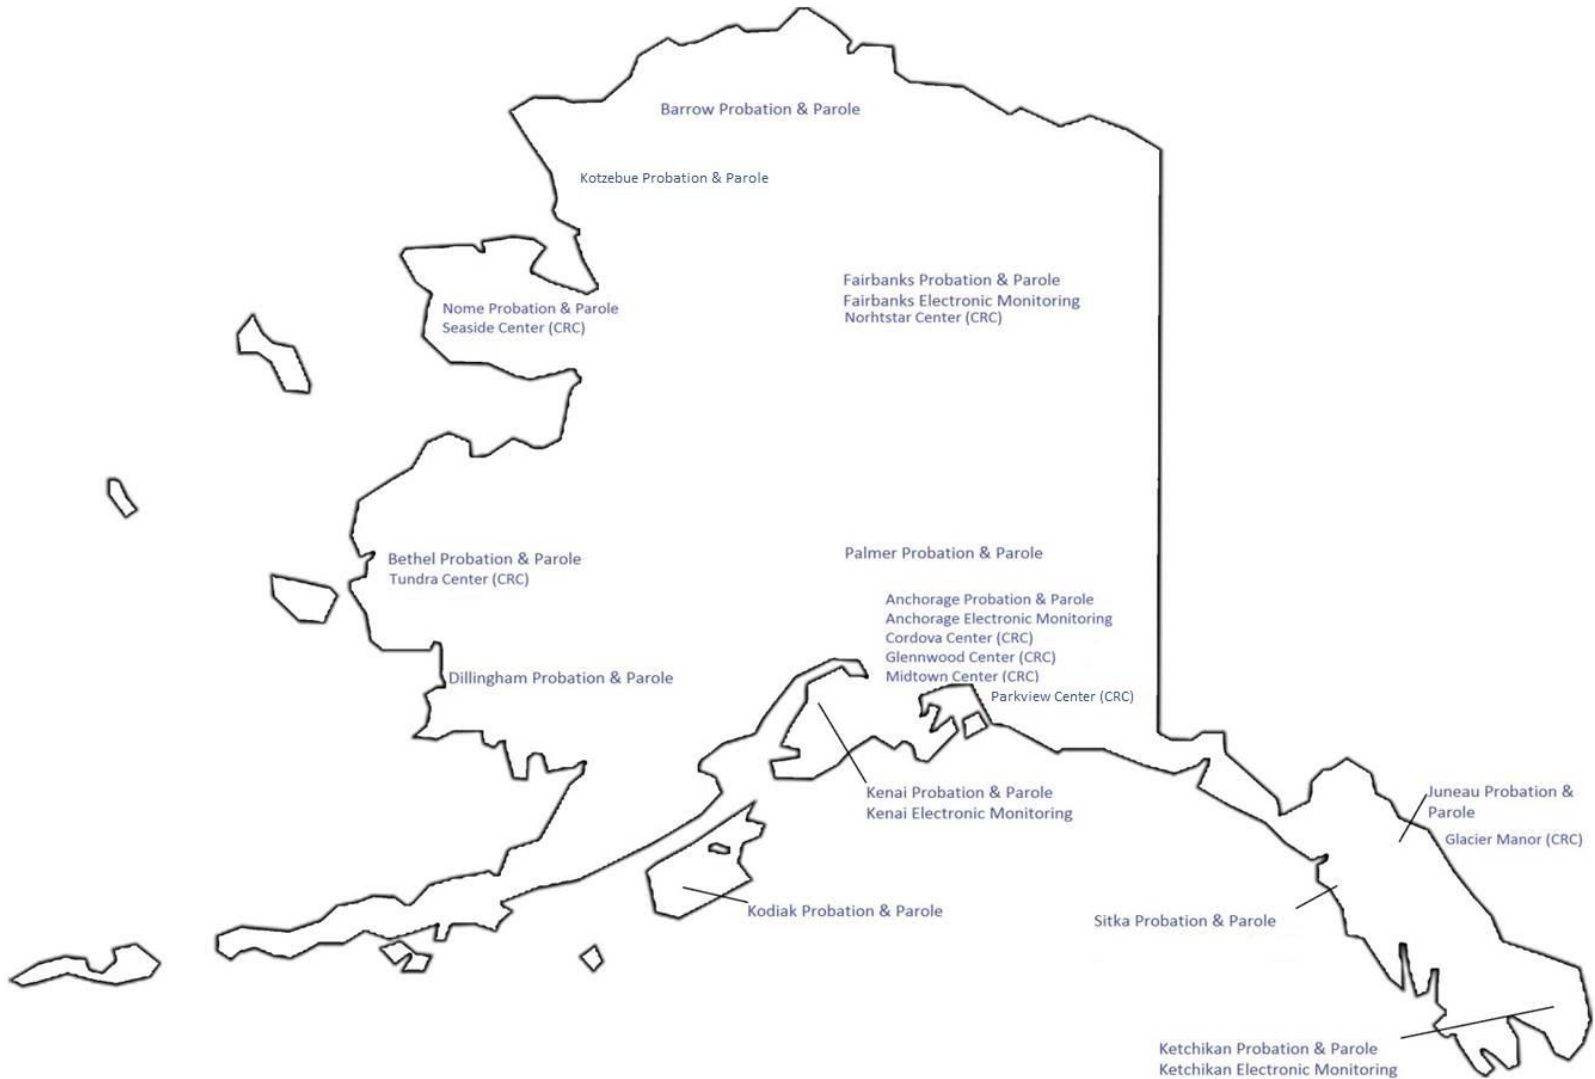 Barrow Probation & Parole
Kotzebue Probation & Parole
Fairbanks Probation & Parole
Fairbanks Electronic Monitoring
Norhtstar Center (CRC)
Nome Probation & Parole
Seaside Center (CRC)
Bethel Probation & Parole
Tundra Center (CRC)
Palmer Probation & Parole
Anchorage Probation & Parole
Anchorage Electronic Monitoring
Cordova Center (CRC)
Glennwood Center (CRC)
Midtown Center (CRC)
Parkview Center (CRC)
Dillingham Probation & Parole
Kenai Probation & Parole
Kenai Electronic Monitoring
Juneau Probation &
Parole
Glacier Manor (CRC)
Kodiak Probation & Parole
Sitka Probation & Parole
Ketchikan Probation & Parole
Ketchikan Electronic Monitoring